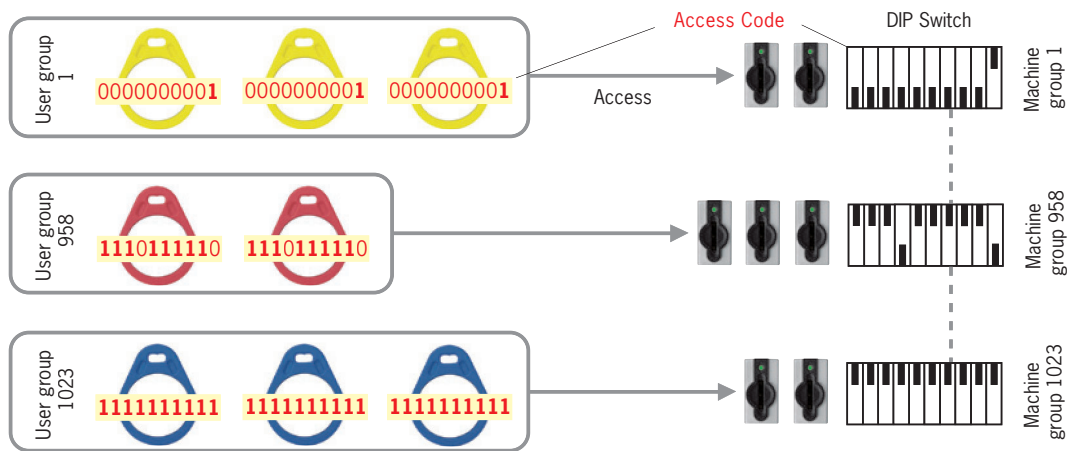 Access Code
DIP Switch
User group
1
0000000001
0000000001
0000000001
Access
Machine
group 1
User group
958
1110111110
1110111110
Machine
group 958
User group
1023
1111111111
1111111111
1111111111
Machine
group 1023